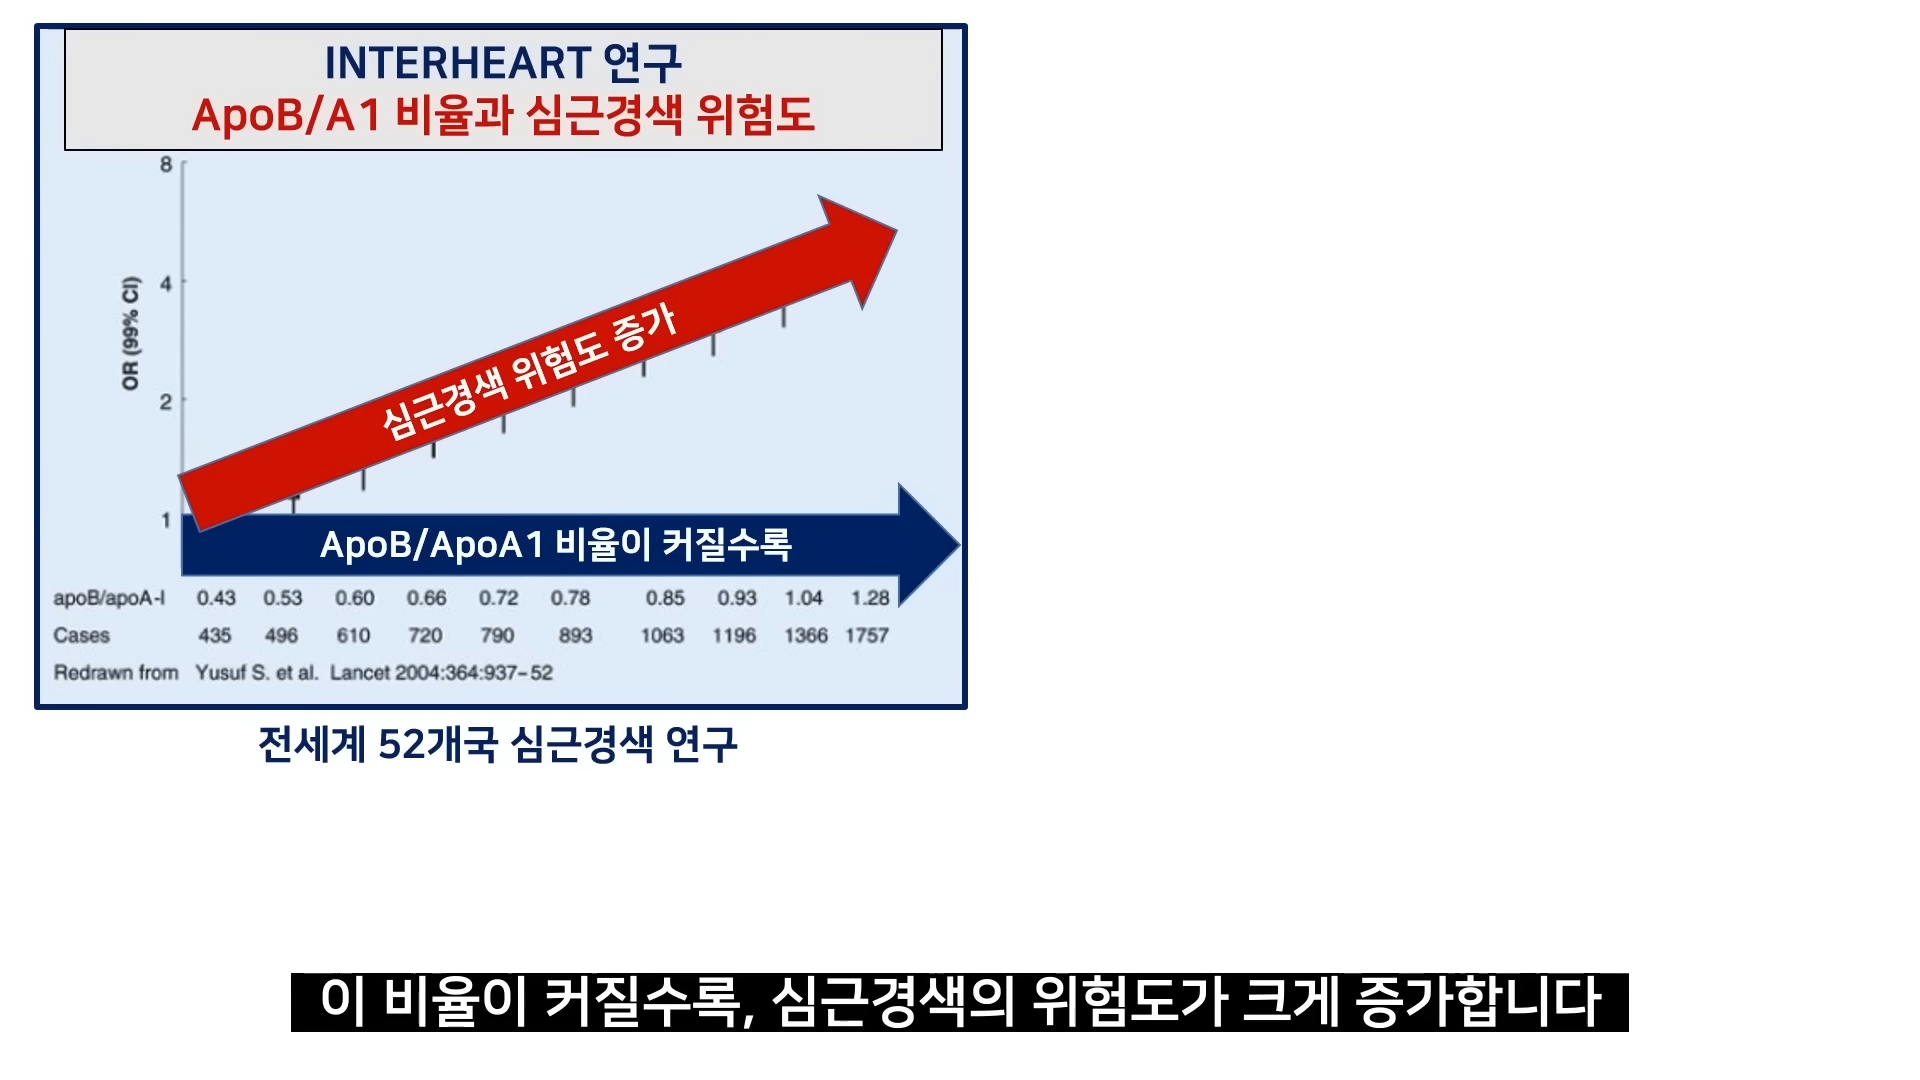 INTERHEART 연구
ApoB/A1 비율과 심근경색 위험도
8
4
2
1
OR (99% CI)
심근경색 위험도 증가
ApoB/ApoA1 비율이 커질수록
apoB/apoA-I 0.43 0.53 0.60 0.66 0.72 0.78 0.85 0.93 1.04 1.28
Cases 435 496 610 720 790 893 1063 1196 1366 1757
Redrawn from Yusuf S. et al. Lancet 2004:364:937–52
전세계 52개국 심근경색 연구
이 비율이 커질수록, 심근경색의 위험도가 크게 증가합니다